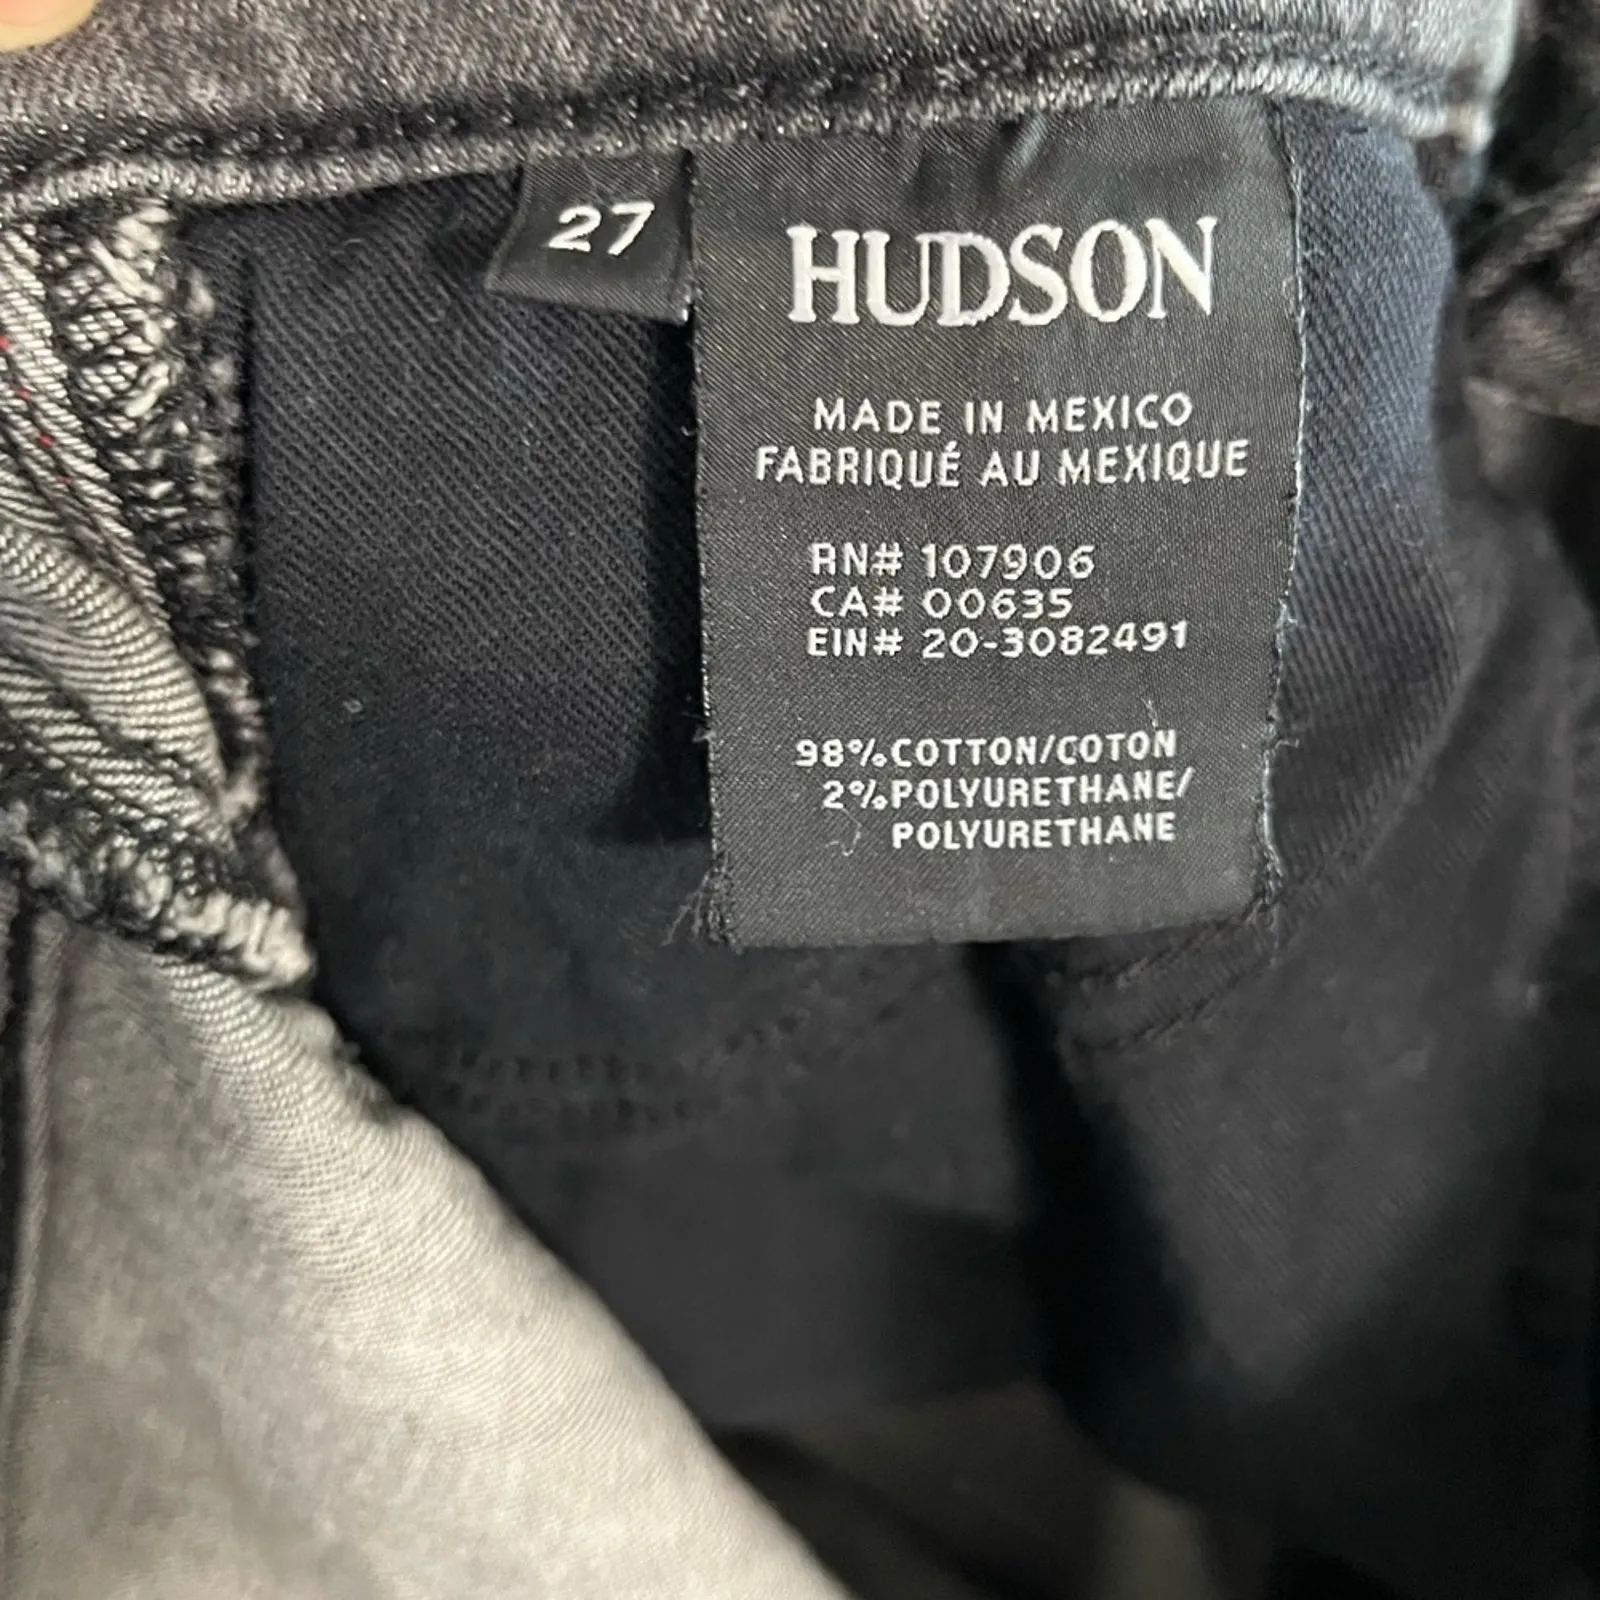 27
HUDSON
MADE IN MEXICO
FABRIQUÉ AU MEXIQUE
RN# 107906
CA# 00635
EIN# 20-3082491
98%COTTON/COTON
2%POLYURETHANE/
POLYURETHANE